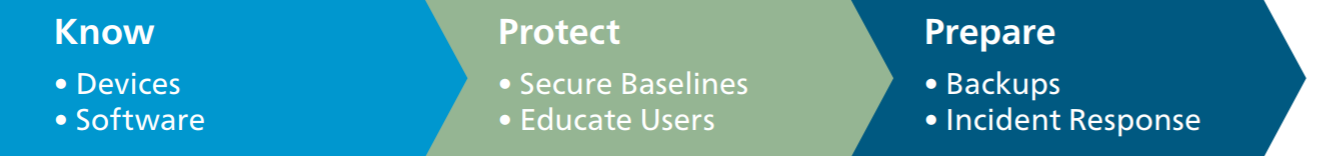 Know
• Devices
• Software
Protect
• Secure Baselines
• Educate Users
Prepare
• Backups
• Incident Response